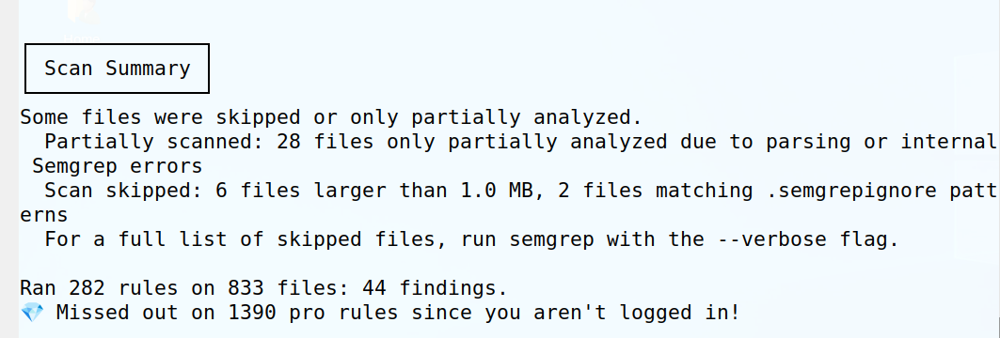 Scan Summary
Some files were skipped or only partially analyzed.
  Partially scanned: 28 files only partially analyzed due to parsing or internal
 Semgrep errors
  Scan skipped: 6 files larger than 1.0 MB, 2 files matching .semgrepignore patt
erns
  For a full list of skipped files, run semgrep with the --verbose flag.
Ran 282 rules on 833 files: 44 findings.
💎 Missed out on 1390 pro rules since you aren't logged in!